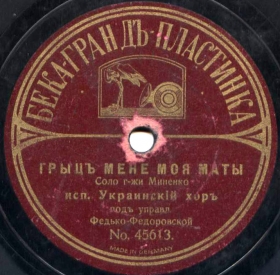 БЕКА-ГРАНДЪ-ПЛАСТИНКА
ГРЫЦЪ МЕНЕ МОЯ МАТЫ
Соло г-жи Миненко
исп. Украинскій хоръ
подъ управл.
Федько-Федоровской
No. 45613.
MADE IN GERMANY